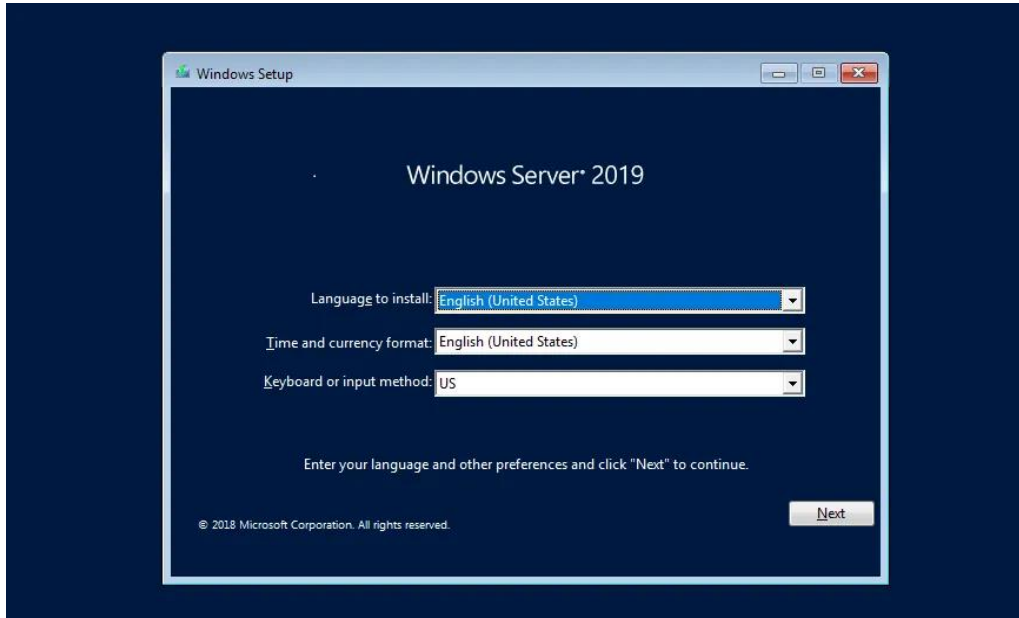 Windows Setup
Windows Server® 2019
Language to install: English (United States)
Time and currency format: English (United States)
Keyboard or input method: US
Enter your language and other preferences and click "Next" to continue.
Next
© 2018 Microsoft Corporation. All rights reserved.